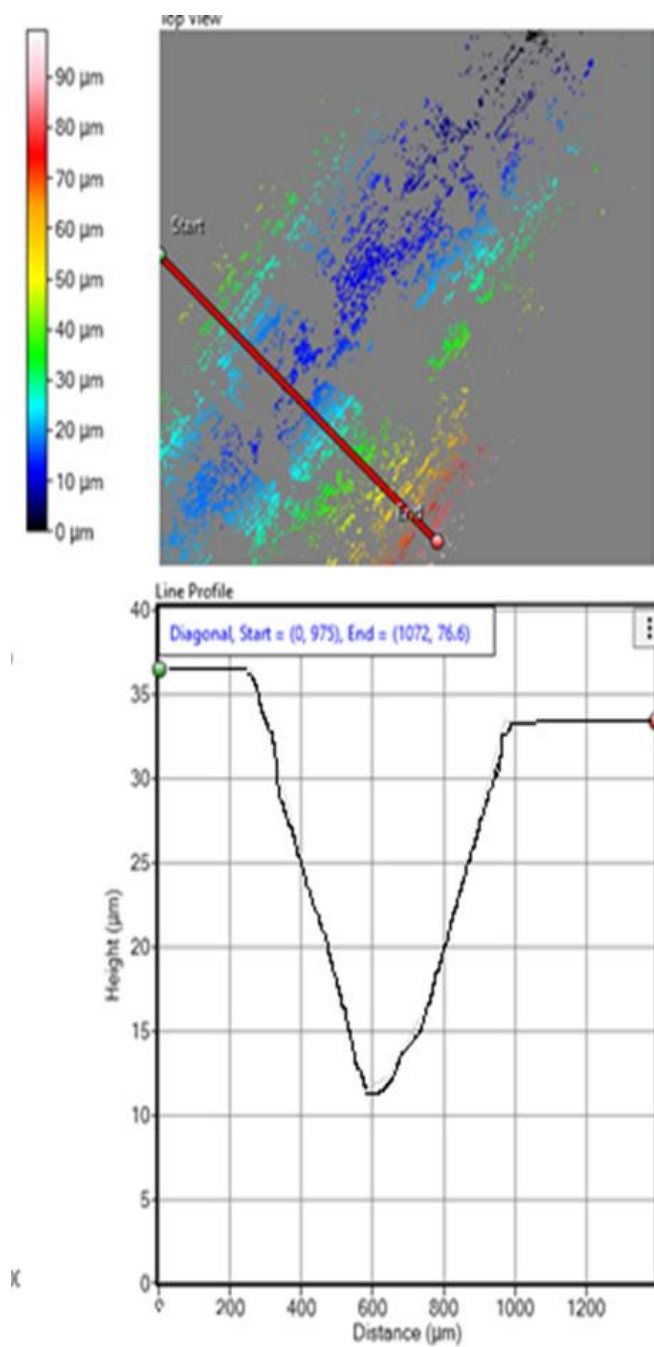 Top View
90 µm
80 µm
70 µm
60 µm
50 µm
40 µm
30 µm
20 µm
10 µm
0 µm
Start
End
Line Profile
Diagonal, Start = (0, 975), End = (1072, 76.6)
40
35
30
25
20
15
10
5
0
Height (µm)
0 200 400 600 800 1000 1200
Distance (µm)